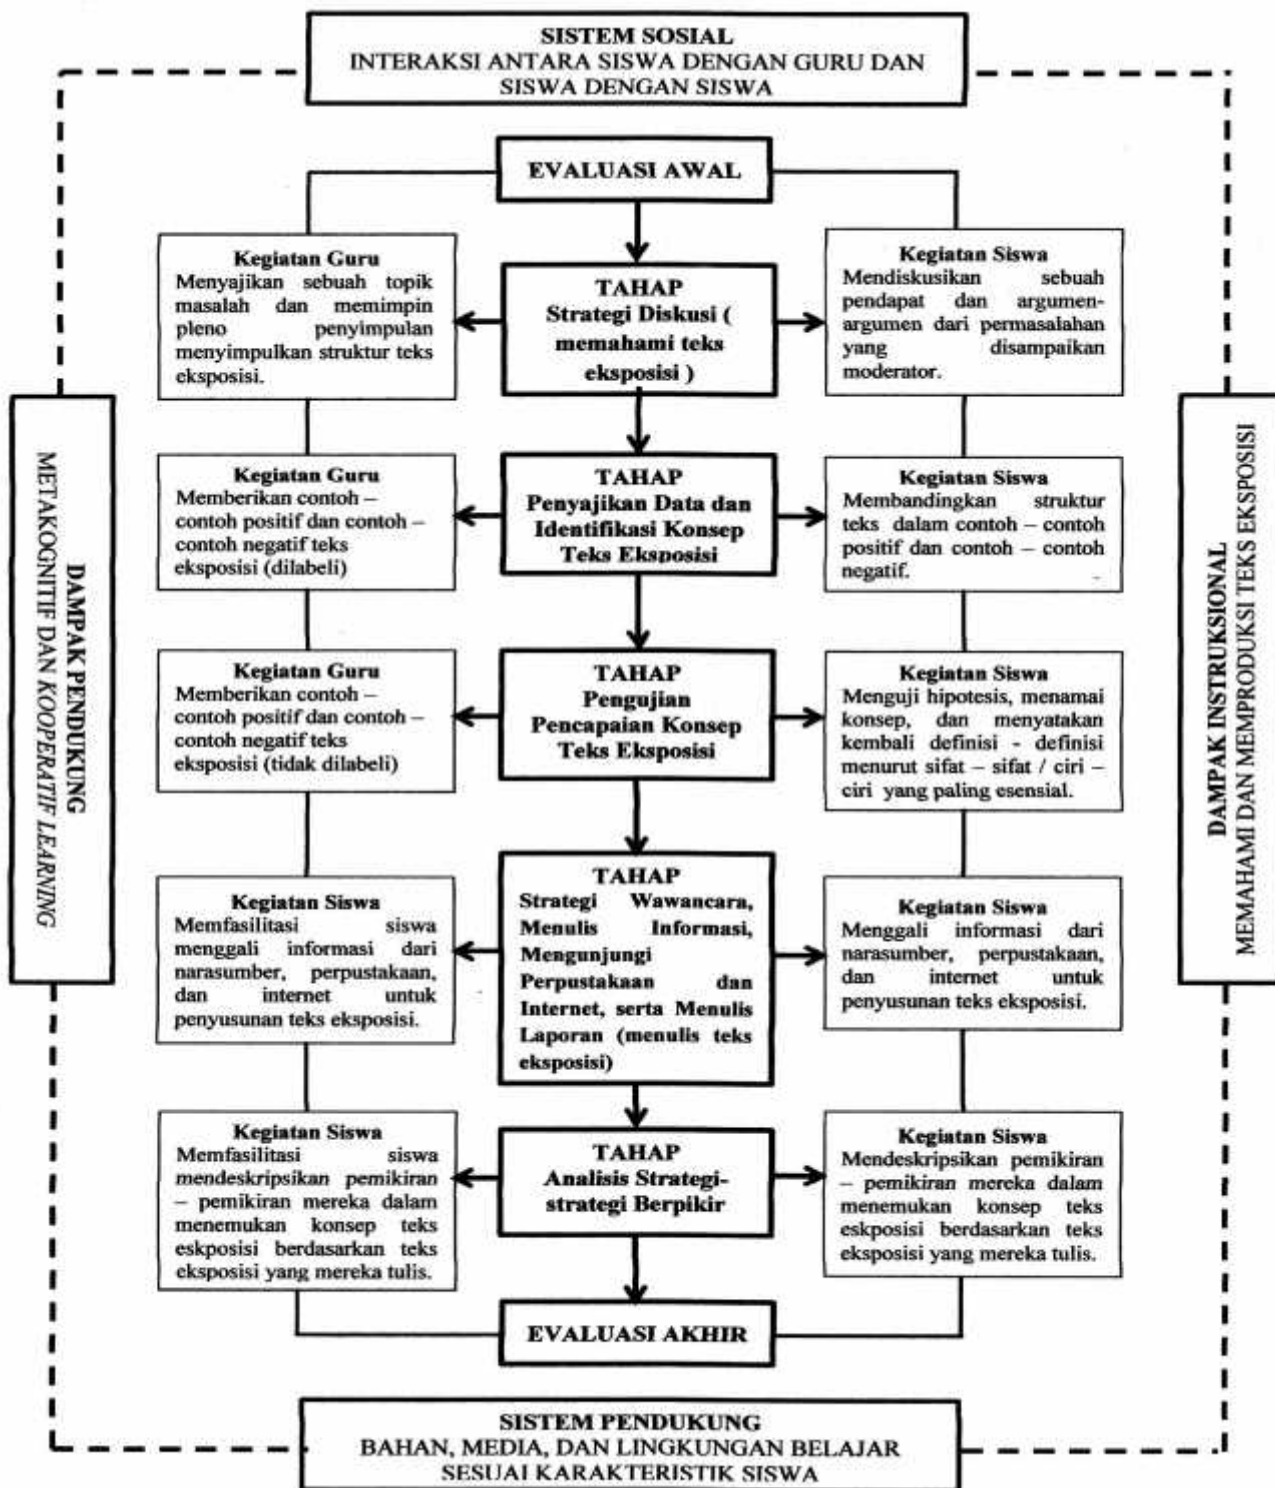 SISTEM SOSIAL
INTERAKSI ANTARA SISWA DENGAN GURU DAN
SISWA DENGAN SISWA
EVALUASI AWAL
Kegiatan Guru
Menyajikan sebuah topik
masalah dan memimpin
pleno penyimpulan
menyimpulkan struktur teks
eksposisi.
TAHAP
Strategi Diskusi (
memahami teks
eksposisi )
Kegiatan Siswa
Mendiskusikan sebuah
pendapat dan argumen-
argumen dari permasalahan
yang disampaikan
moderator.
DAMPAK PENDUKUNG
METAKOGNITIF DAN KOOPERATIF LEARNING
Kegiatan Guru
Memberikan contoh –
contoh positif dan contoh –
contoh negatif teks
eksposisi (dilabeli)
TAHAP
Penyajikan Data dan
Identifikasi Konsep
Teks Eksposisi
Kegiatan Siswa
Membandingkan struktur
teks dalam contoh – contoh
positif dan contoh – contoh
negatif.
DAMPAK INSTRUKSIONAL
MEMAHAMI DAN MEMPRODUKSI TEKS EKSPOSISI
Kegiatan Guru
Memberikan contoh –
contoh positif dan contoh –
contoh negatif teks
eksposisi (tidak dilabeli)
TAHAP
Pengujian
Pencapaian Konsep
Teks Eksposisi
Kegiatan Siswa
Menguji hipotesis, menamai
konsep, dan menyatakan
kembali definisi - definisi
menurut sifat – sifat / ciri –
ciri yang paling esensial.
Kegiatan Siswa
Memfasilitasi siswa
menggali informasi dari
narasumber, perpustakaan,
dan internet untuk
penyusunan teks eksposisi.
TAHAP
Strategi Wawancara,
Menulis Informasi,
Mengunjungi
Perpustakaan dan
Internet, serta Menulis
Laporan (menulis teks
eksposisi)
Kegiatan Siswa
Menggali informasi dari
narasumber, perpustakaan,
dan internet untuk
penyusunan teks eksposisi.
Kegiatan Siswa
Memfasilitasi siswa
mendeskripsikan pemikiran
– pemikiran mereka dalam
menemukan konsep teks
eskposisi berdasarkan teks
eksposisi yang mereka tulis.
TAHAP
Analisis Strategi-
strategi Berpikir
Kegiatan Siswa
Mendeskripsikan pemikiran
– pemikiran mereka dalam
menemukan konsep teks
eskposisi berdasarkan teks
eksposisi yang mereka tulis.
EVALUASI AKHIR
SISTEM PENDUKUNG
BAHAN, MEDIA, DAN LINGKUNGAN BELAJAR
SESUAI KARAKTERISTIK SISWA